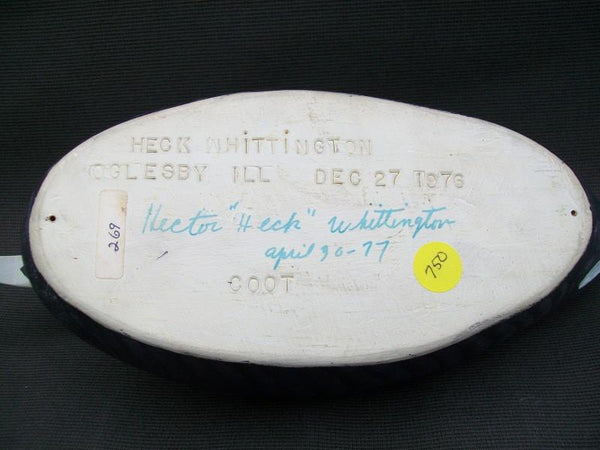 HECK WHiTTiNGTON
OGLESBY ILL DEC 27 1976
269
Hector "Heck" Whittington
april 30-77
750
COOT